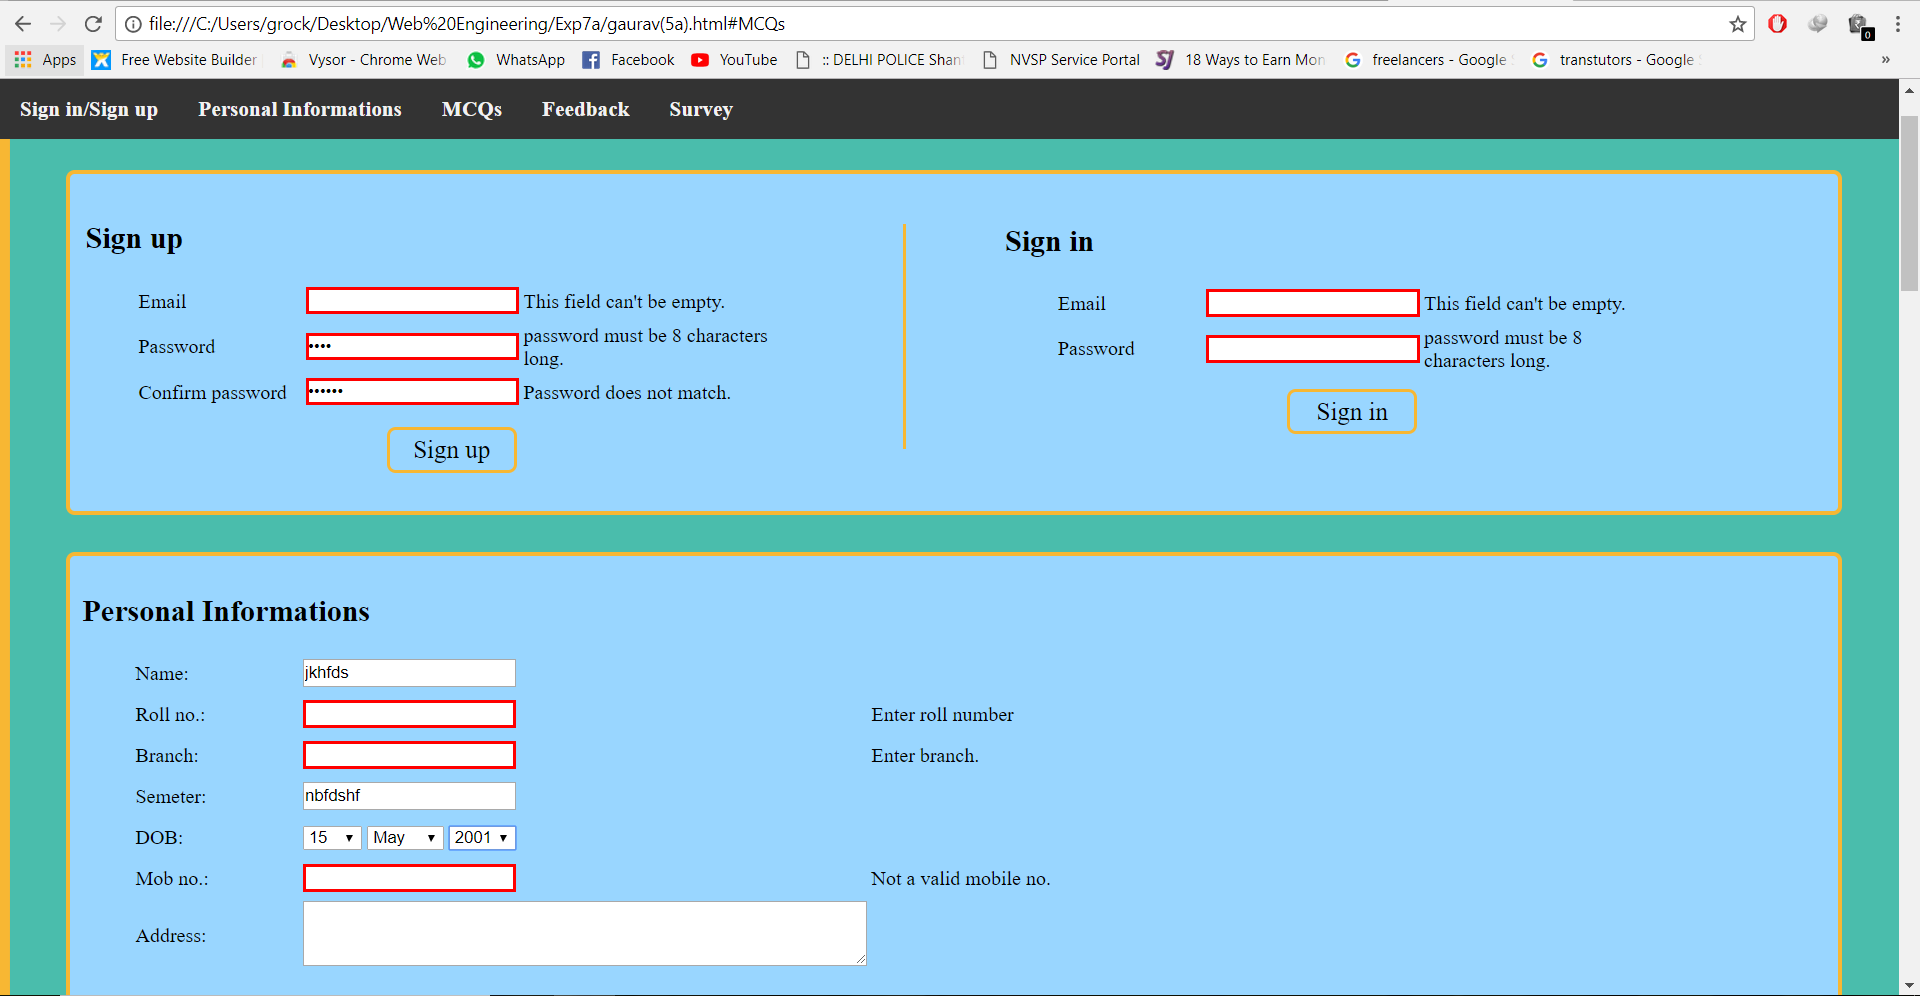 file:///C:/Users/grock/Desktop/Web%20Engineering/Exp7a/gaurav(5a).html#MCQs
0
Apps Free Website Builder Vysor - Chrome Web WhatsApp Facebook YouTube :: DELHI POLICE Shan NVSP Service Portal SJ 18 Ways to Earn Mon freelancers - Google transtutors - Google »
Sign in/Sign up Personal Informations MCQs Feedback Survey
Sign up
Email This field can't be empty.
Password •••• password must be 8 characters
long.
Confirm password •••••• Password does not match.
Sign up
Sign in
Email This field can't be empty.
Password password must be 8
characters long.
Sign in
Personal Informations
Name: jkhfds
Roll no.: Enter roll number
Branch: Enter branch.
Semeter: nbfdshf
DOB: 15 May 2001
Mob no.: Not a valid mobile no.
Address: